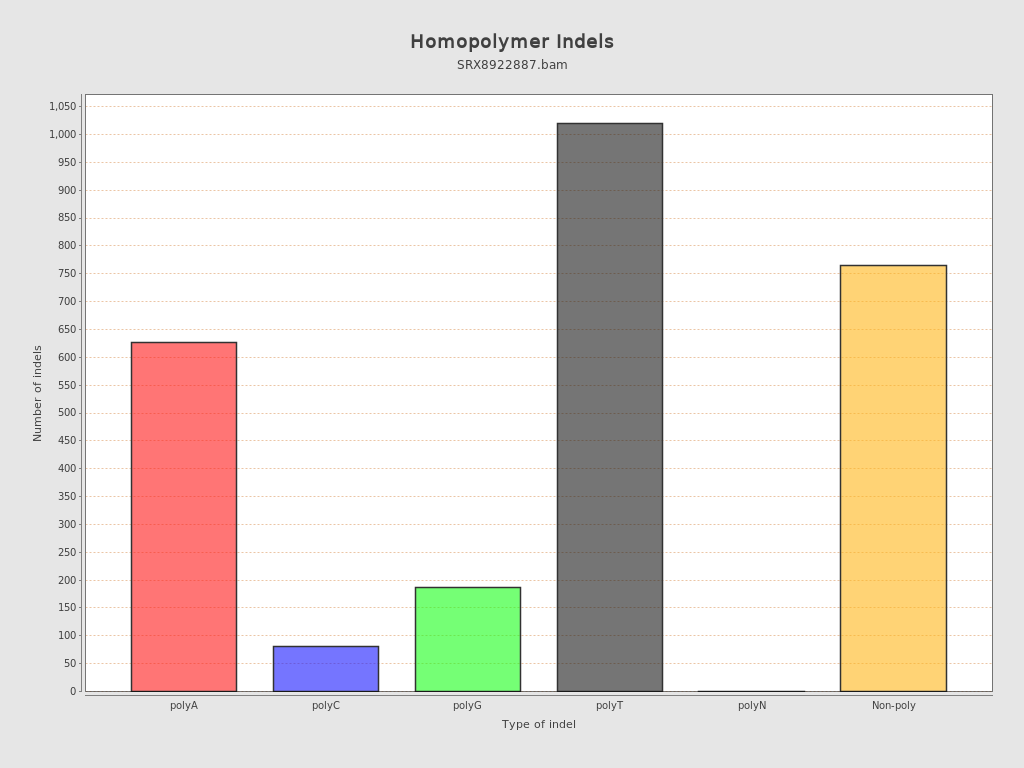 Homopolymer Indels
SRX8922887.bam
1,050
1,000
950
900
850
800
750
700
650
600
550
500
450
400
350
300
250
200
150
100
50
0
Number of indels
polyA
polyC
polyG
polyT
polyN
Non-poly
Type of indel